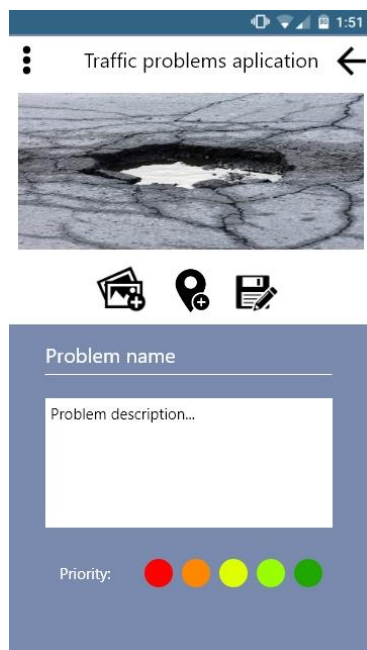 1:51
Traffic problems aplication
Problem name
Problem description...
Priority: